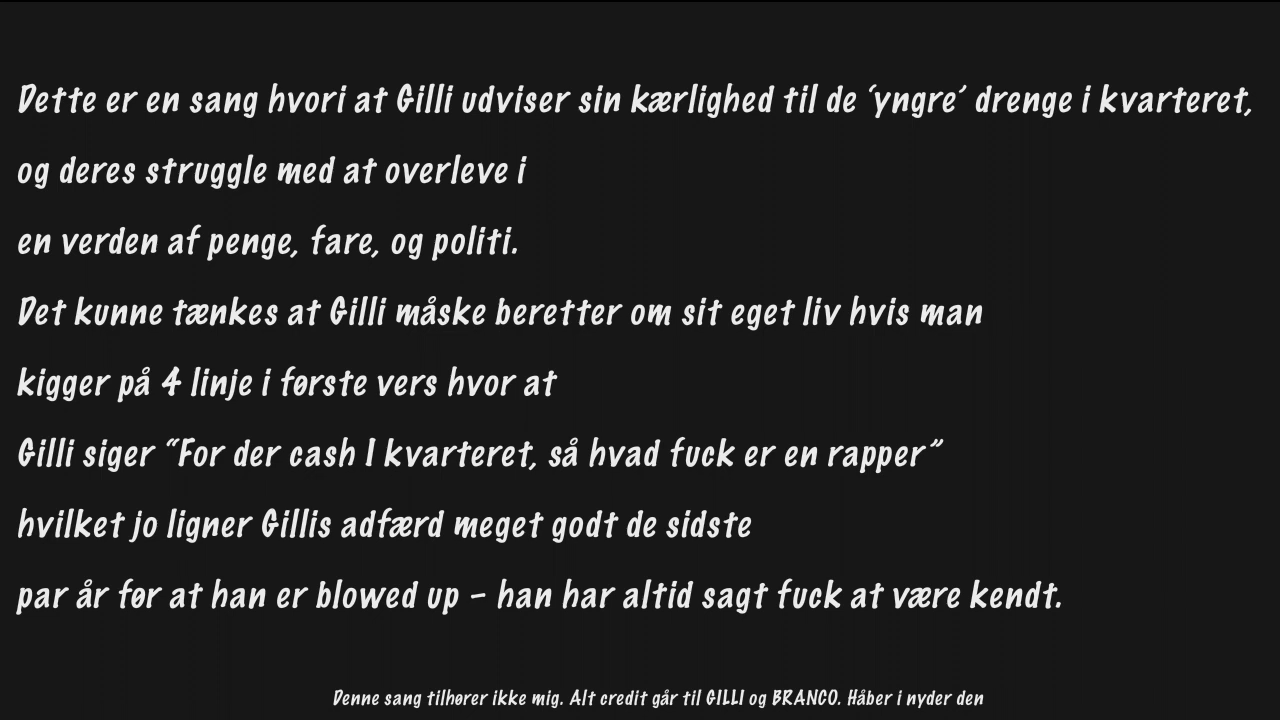 Dette er en sang hvori at Gilli udviser sin kærlighed til de ‘yngre’ drenge i kvarteret,
og deres struggle med at overleve i
en verden af penge, fare, og politi.
Det kunne tænkes at Gilli måske beretter om sit eget liv hvis man
kigger på 4 linje i første vers hvor at
Gilli siger “For der cash I kvarteret, så hvad fuck er en rapper”
hvilket jo ligner Gillis adfærd meget godt de sidste
par år før at han er blowed up – han har altid sagt fuck at være kendt.
Denne sang tilhører ikke mig. Alt credit går til GILLI og BRANCO. Håber i nyder den